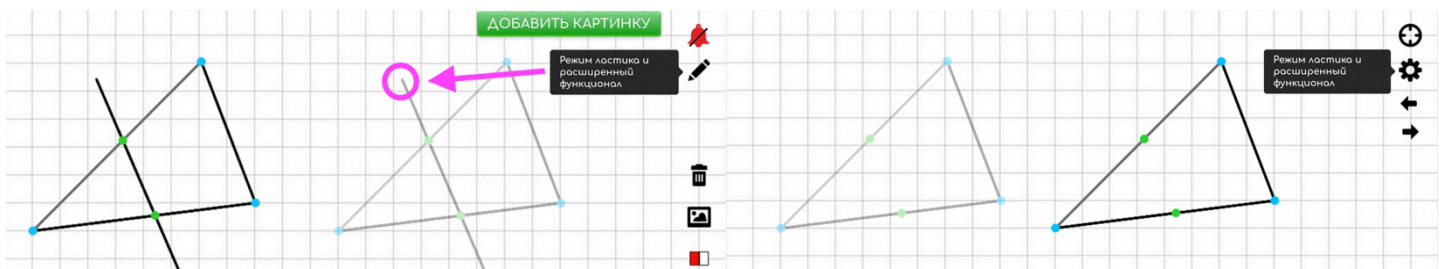 ДОБАВИТЬ КАРТИНКУ
Режим ластика и
расширенный
функционал
Режим ластика и
расширенный
функционал